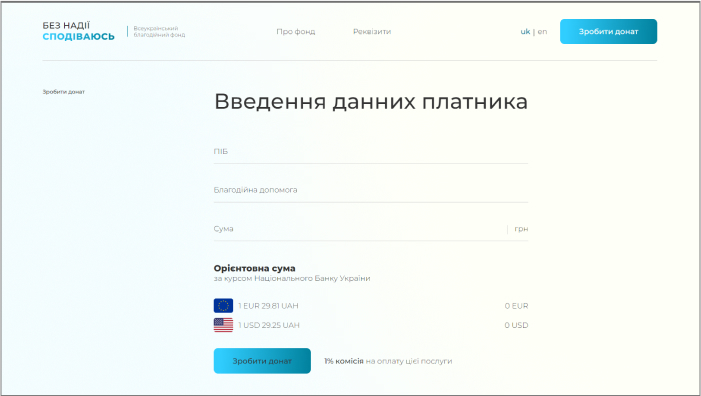 БЕЗ НАДІЇ
СПОДІВАЮСЬ
Всеукраїнський
благодійний фонд
Про фонд
Реквізити
uk | en
Зробити донат
Зробити донат
Введення данних платника
ПІБ
Благодійна допомога
Сума
грн
Орієнтовна сума
за курсом Національного Банку України
1 EUR 29.81 UAH
0 EUR
1 USD 29.25 UAH
0 USD
Зробити донат
1% комісія на оплату цієї послуги